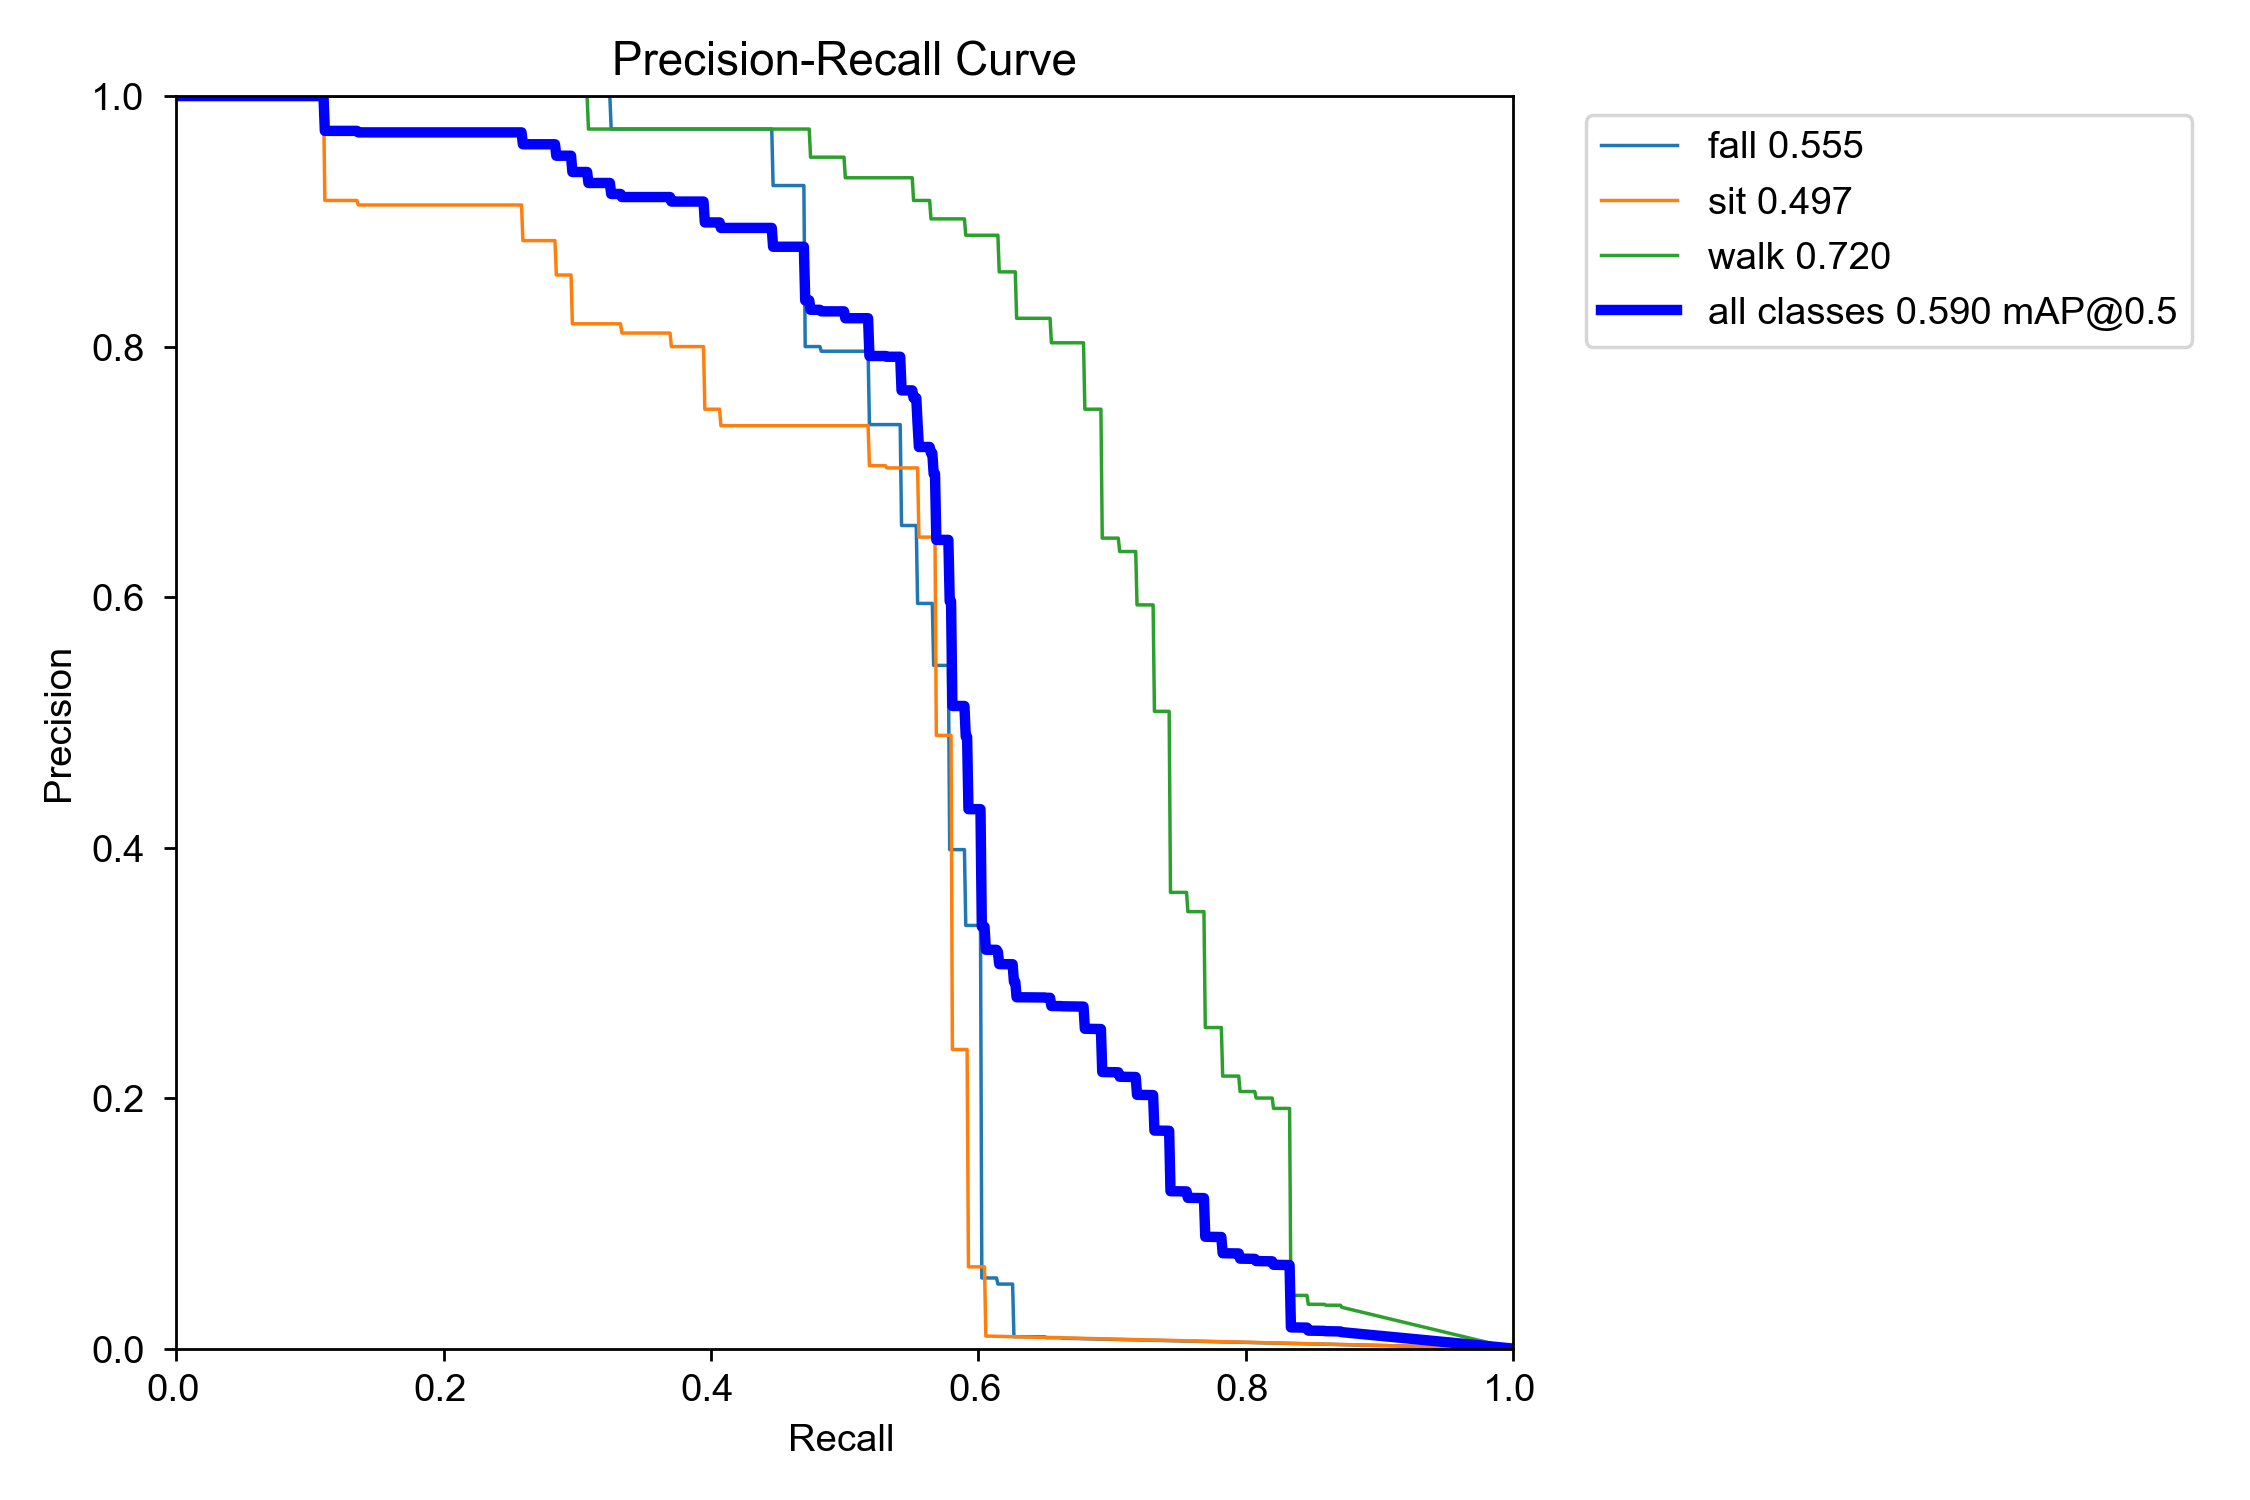 Precision-Recall Curve
1.0
0.8
0.6
0.4
0.2
0.0
Precision
0.0 0.2 0.4 0.6 0.8 1.0
Recall
fall 0.555
sit 0.497
walk 0.720
all classes 0.590 mAP@0.5